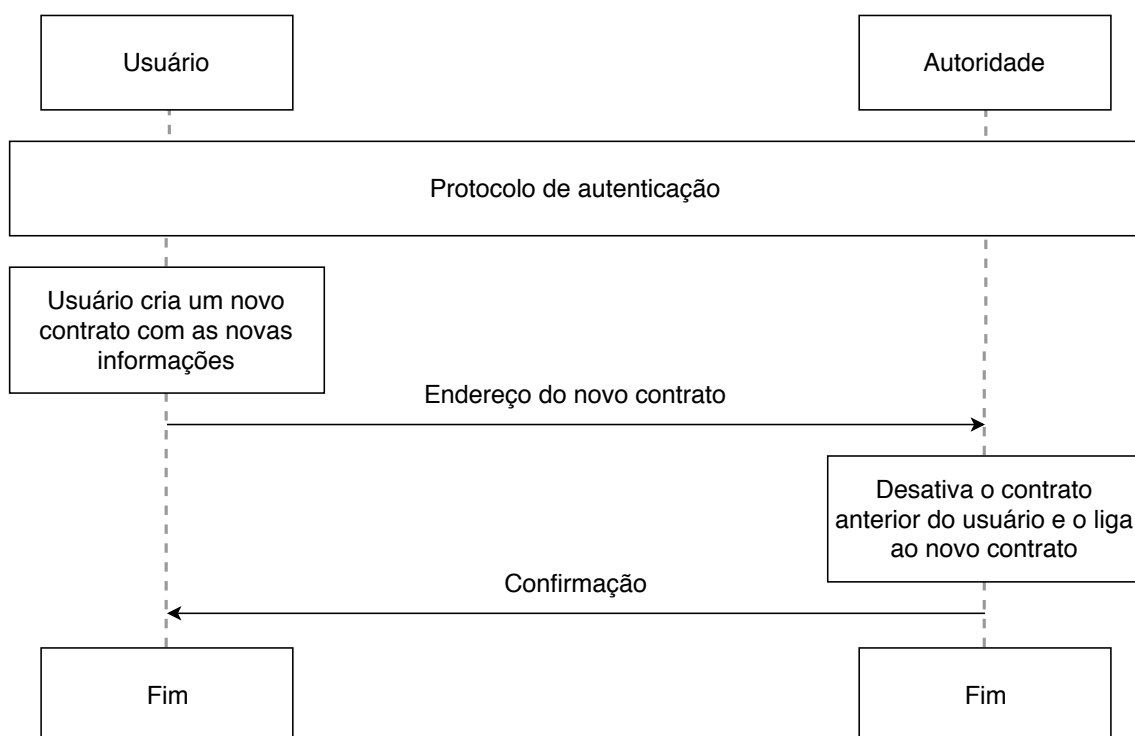 Usuário
Autoridade
Protocolo de autenticação
Usuário cria um novo
contrato com as novas
informações
Endereço do novo contrato
Desativa o contrato
anterior do usuário e o liga
ao novo contrato
Confirmação
Fim
Fim